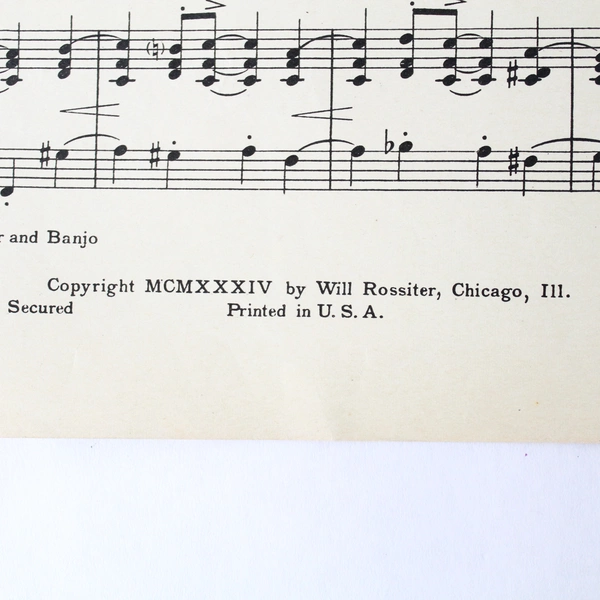 and Banjo
Copyright MCMXXXIV by Will Rossiter, Chicago, Ill.
Secured Printed in U. S. A.